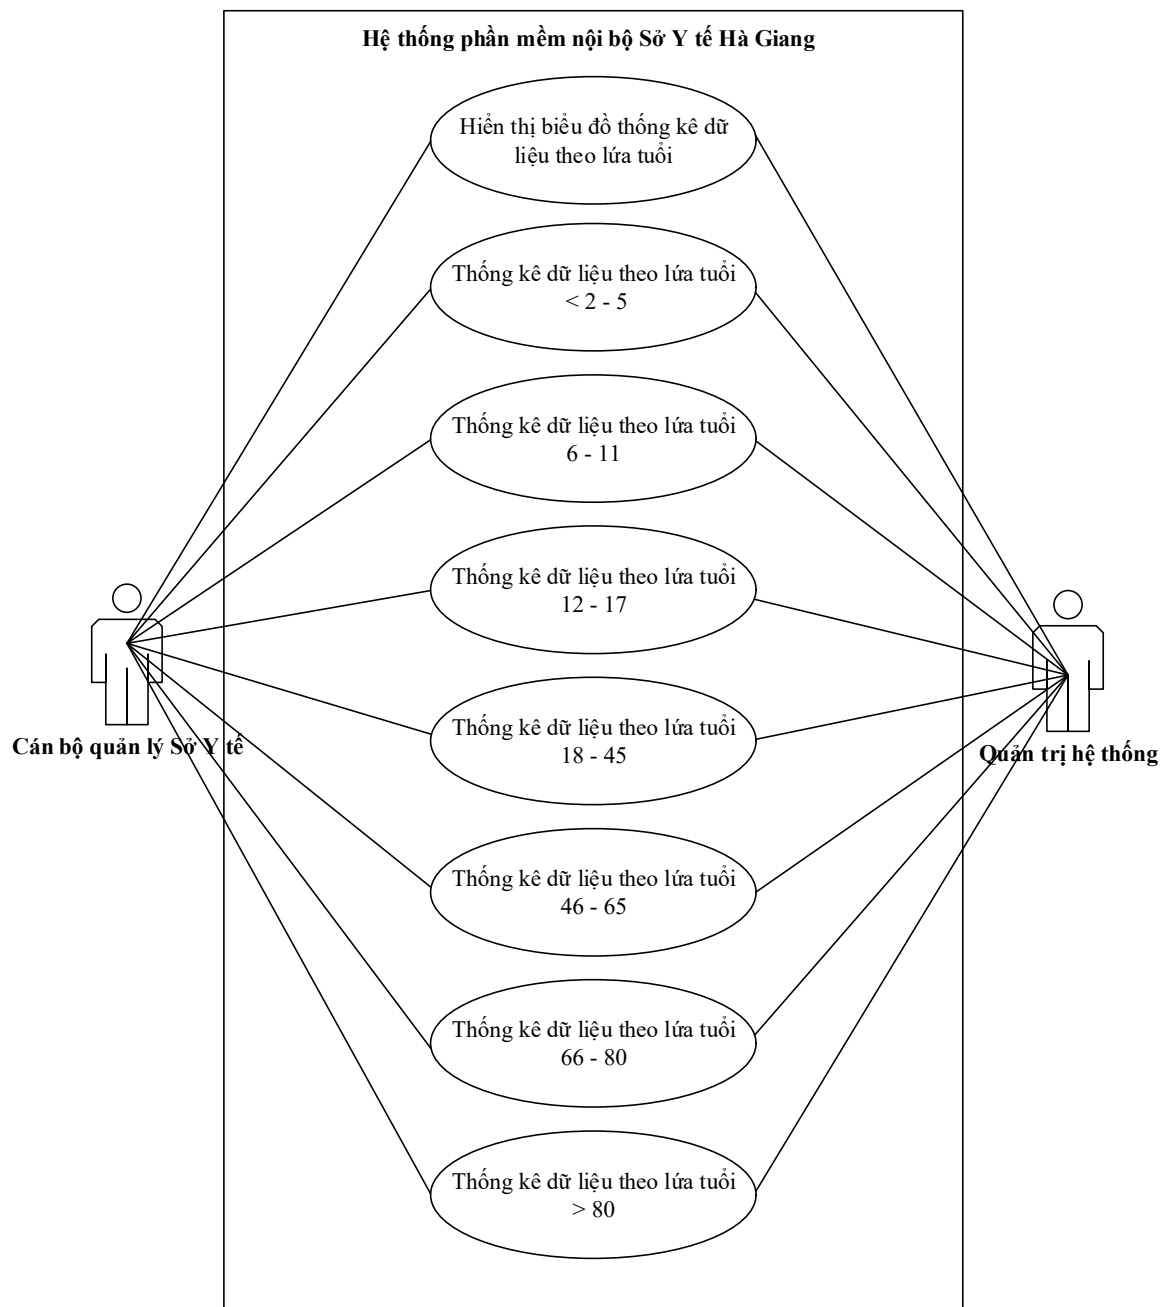 Hệ thống phần mềm nội bộ Sở Y tế Hà Giang
Hiển thị biểu đồ thống kê dữ
liệu theo lứa tuổi
Thống kê dữ liệu theo lứa tuổi
< 2 - 5
Thống kê dữ liệu theo lứa tuổi
6 - 11
Thống kê dữ liệu theo lứa tuổi
12 - 17
Thống kê dữ liệu theo lứa tuổi
18 - 45
Cán bộ quản lý Sở Y tế
Quản trị hệ thống
Thống kê dữ liệu theo lứa tuổi
46 - 65
Thống kê dữ liệu theo lứa tuổi
66 - 80
Thống kê dữ liệu theo lứa tuổi
> 80